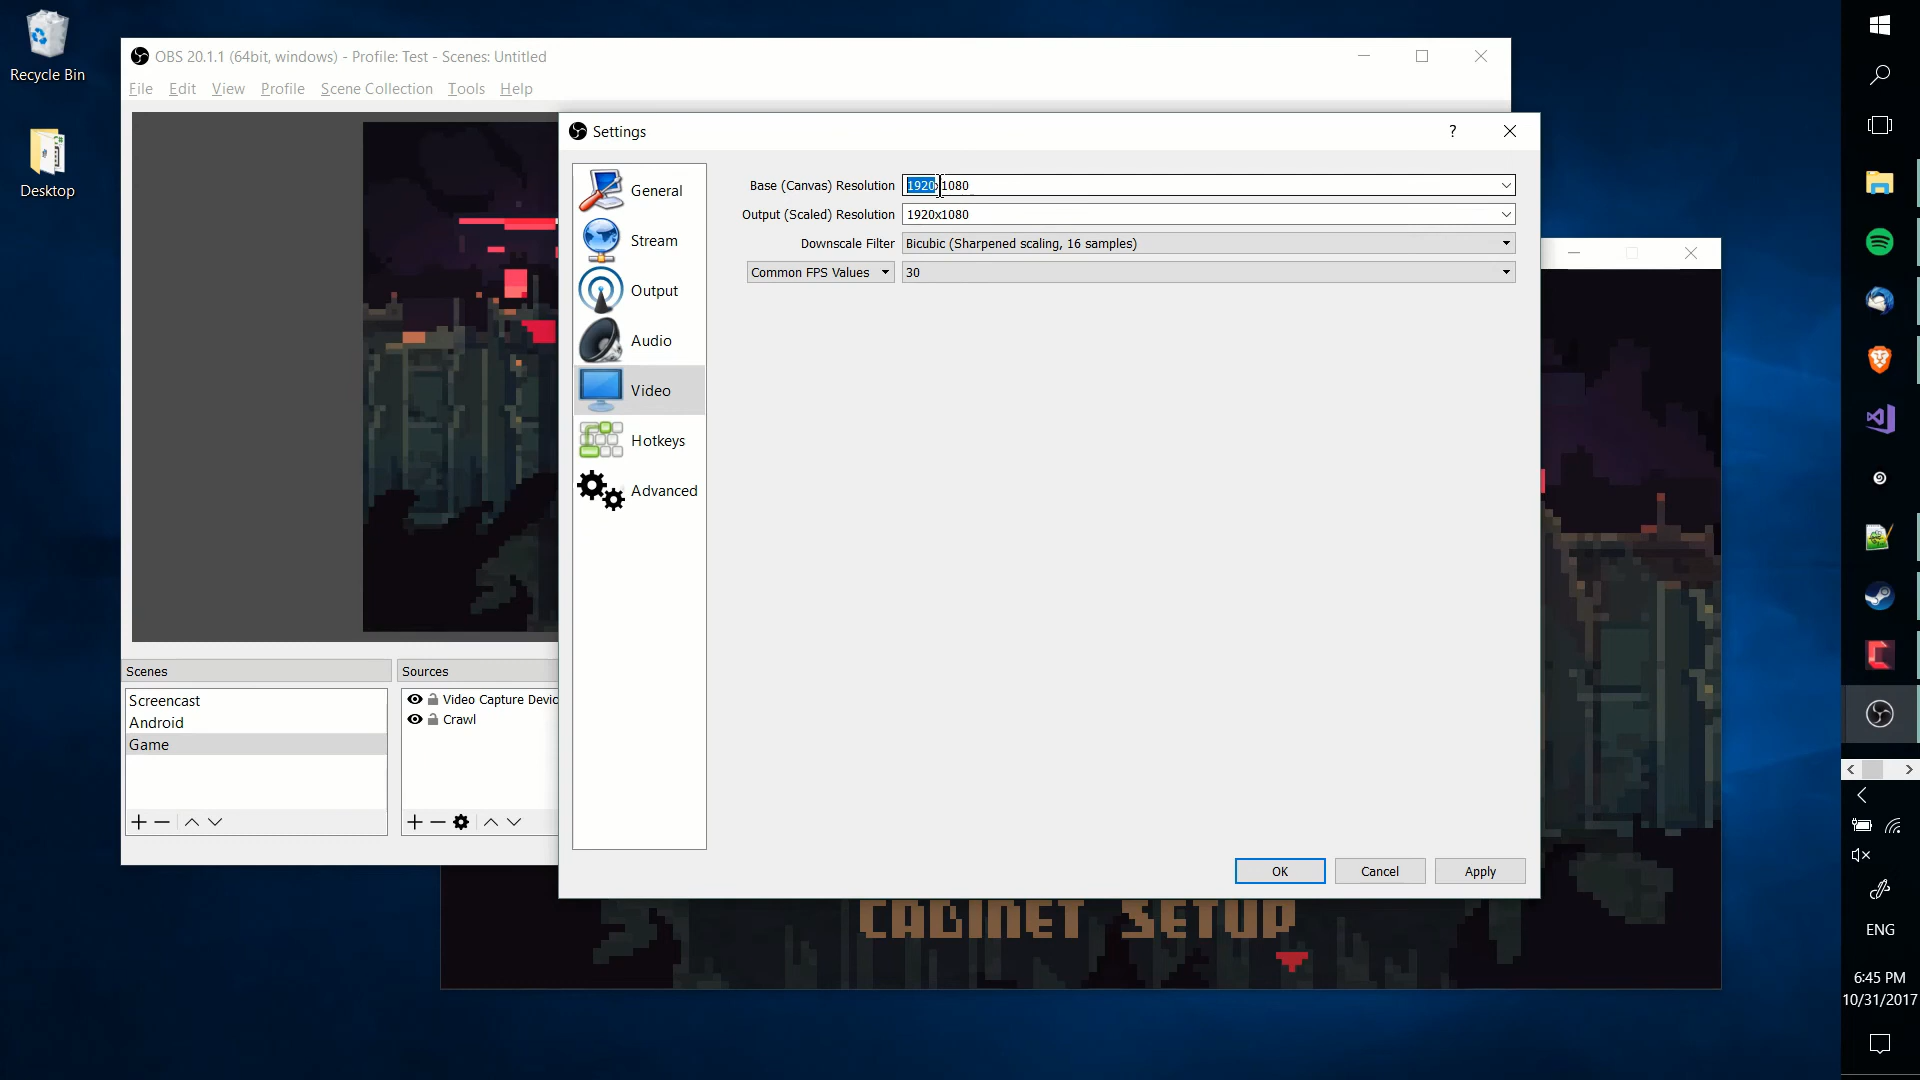 Recycle Bin
Desktop
OBS 20.1.1 (64bit, windows) - Profile: Test - Scenes: Untitled
File Edit View Profile Scene Collection Tools Help
Settings
?
General
Stream
Output
Audio
Video
Hotkeys
Advanced
Base (Canvas) Resolution 1920x1080
Output (Scaled) Resolution 1920x1080
Downscale Filter Bicubic (Sharpened scaling, 16 samples)
Common FPS Values 30
OK Cancel Apply
Scenes
Screencast
Android
Game
Sources
Video Capture Devic
Crawl
CABINET SETUP
ENG
6:45 PM
10/31/2017